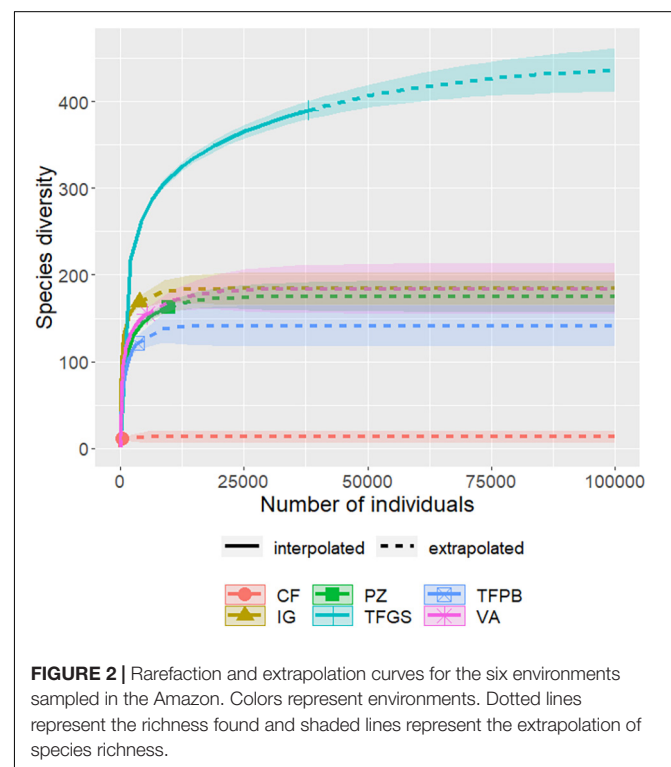 400
300
200
100
0
Species diversity
0 25000 50000 75000 100000
Number of individuals
interpolated extrapolated
CF PZ TFPB
IG TFGS VA
FIGURE 2 | Rarefaction and extrapolation curves for the six environments
sampled in the Amazon. Colors represent environments. Dotted lines
represent the richness found and shaded lines represent the extrapolation of
species richness.